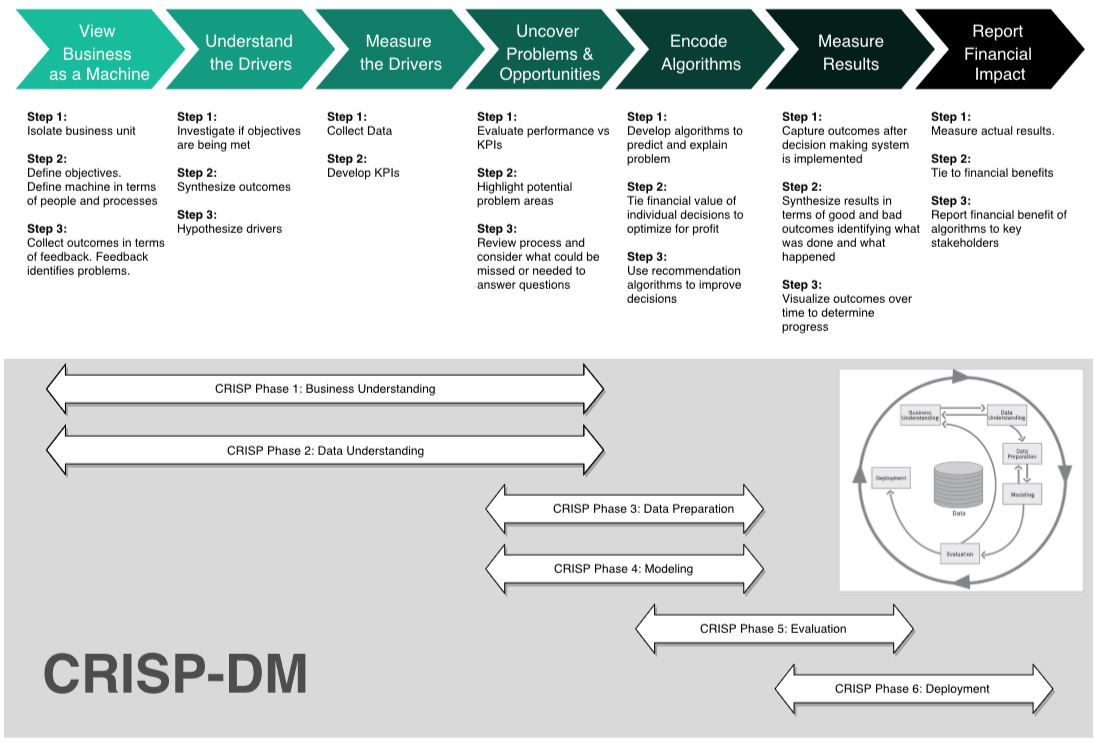 View
Business
as a Machine
Understand
the Drivers
Measure
the Drivers
Uncover
Problems &
Opportunities
Encode
Algorithms
Measure
Results
Report
Financial
Impact
Step 1:
Isolate business unit
Step 2:
Define objectives.
Define machine in terms
of people and processes
Step 3:
Collect outcomes in terms
of feedback. Feedback
identifies problems.
Step 1:
Investigate if objectives
are being met
Step 2:
Synthesize outcomes
Step 3:
Hypothesize drivers
Step 1:
Collect Data
Step 2:
Develop KPIs
Step 1:
Evaluate performance vs
KPIs
Step 2:
Highlight potential
problem areas
Step 3:
Review process and
consider what could be
missed or needed to
answer questions
Step 1:
Develop algorithms to
predict and explain
problem
Step 2:
Tie financial value of
individual decisions to
optimize for profit
Step 3:
Use recommendation
algorithms to improve
decisions
Step 1:
Capture outcomes after
decision making system
is implemented
Step 2:
Synthesize results in
terms of good and bad
outcomes identifying what
was done and what
happened
Step 3:
Visualize outcomes over
time to determine
progress
Step 1:
Measure actual results.
Step 2:
Tie to financial benefits
Step 3:
Report financial benefit of
algorithms to key
stakeholders
CRISP Phase 1: Business Understanding
CRISP Phase 2: Data Understanding
CRISP Phase 3: Data Preparation
CRISP Phase 4: Modeling
CRISP Phase 5: Evaluation
CRISP Phase 6: Deployment
CRISP-DM
Business
Understanding
Data
Understanding
Data
Preparation
Modeling
Deployment
Data
Evaluation